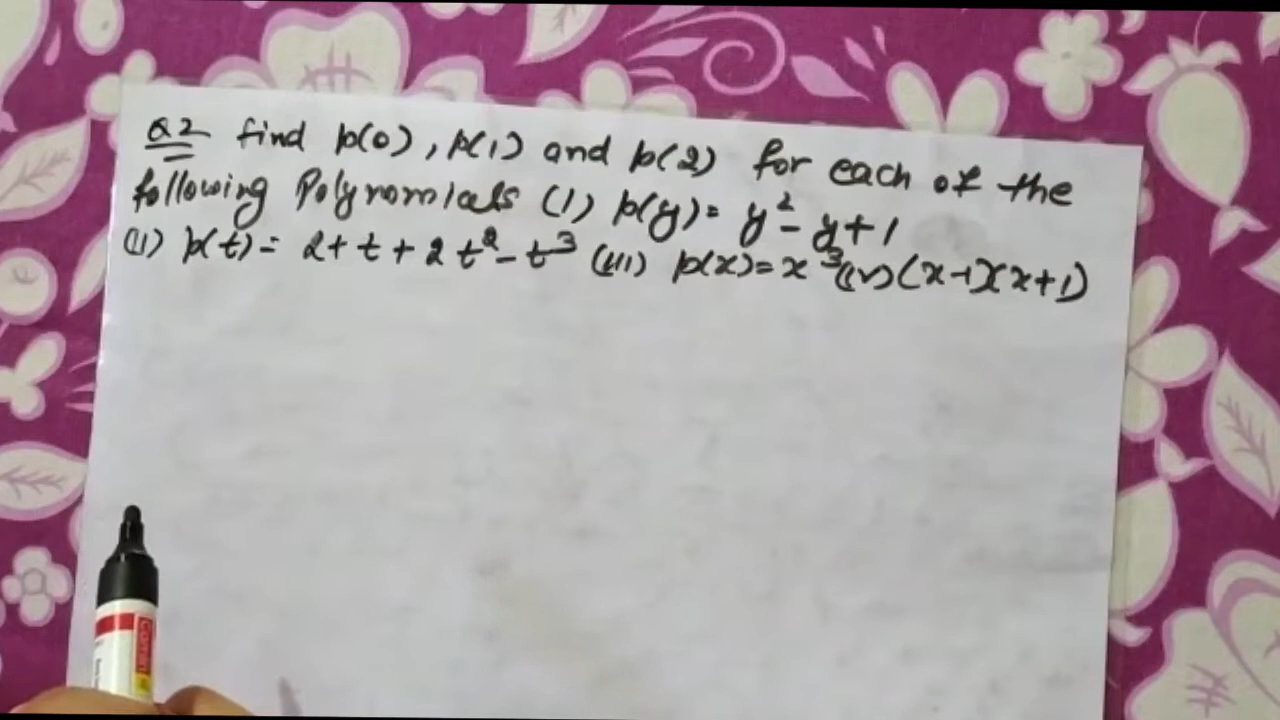 Q2 find p(0), p(1) and p(2) for each of the
following Polynomials (i) p(y) = y² - y + 1
(ii) p(t) = 2 + t + 2t² - t³ (iii) p(x) = x³ (iv) (x-1)(x+1)
Camlin